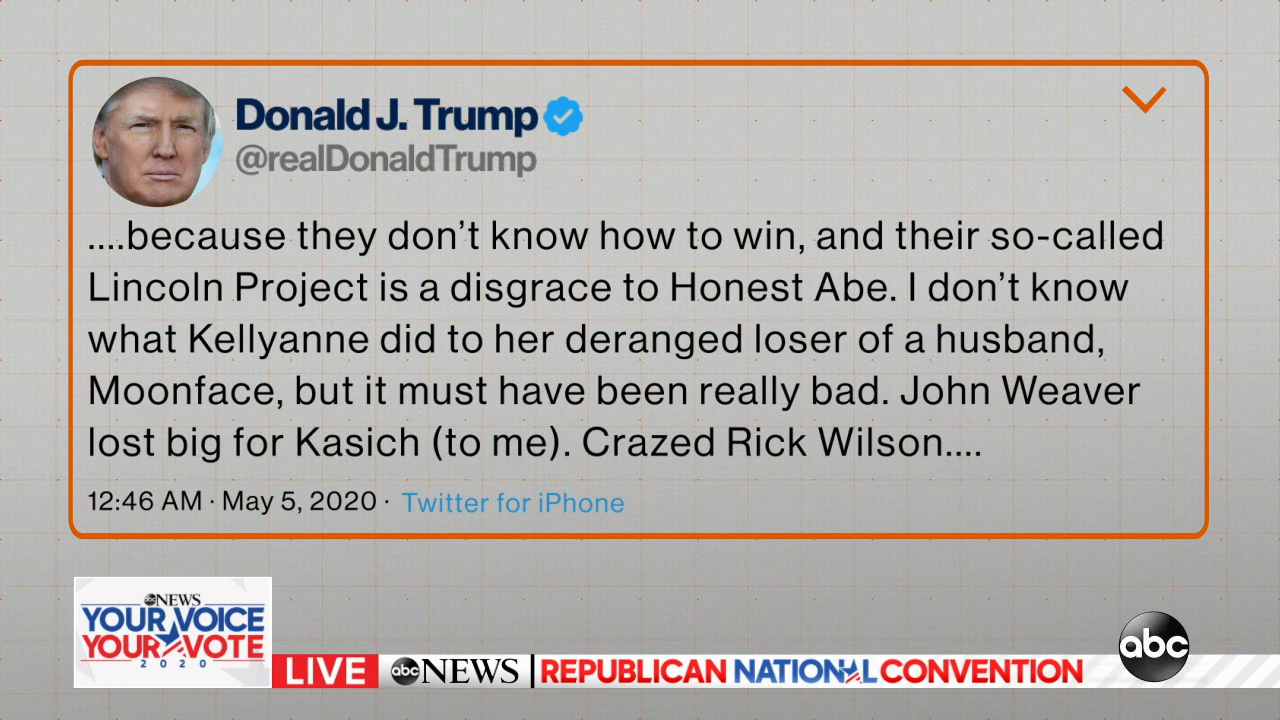 Donald J. Trump
@realDonaldTrump
....because they don’t know how to win, and their so-called
Lincoln Project is a disgrace to Honest Abe. I don’t know
what Kellyanne did to her deranged loser of a husband,
Moonface, but it must have been really bad. John Weaver
lost big for Kasich (to me). Crazed Rick Wilson....
12:46 AM · May 5, 2020 · Twitter for iPhone
abc NEWS
YOUR VOICE
YOUR VOTE
2020
LIVE abc NEWS | REPUBLICAN NATIONAL CONVENTION
abc